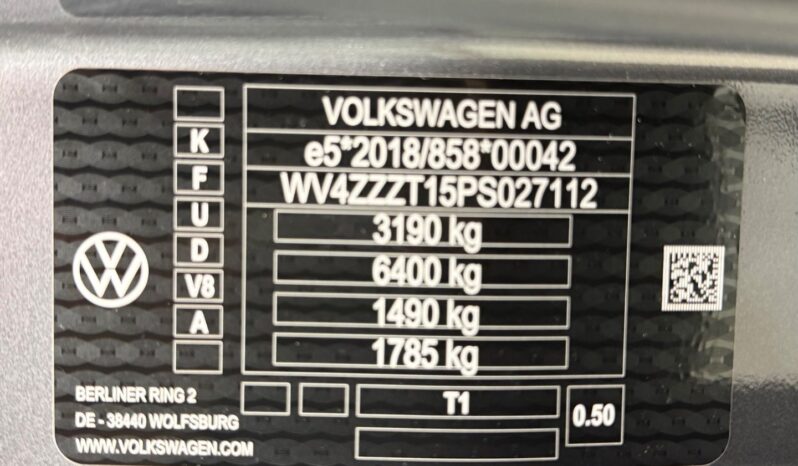 VOLKSWAGEN AG
K
e5*2018/858*00042
F
WV4ZZZT15PS027112
U
3190 kg
D
6400 kg
V8
1490 kg
A
1785 kg
BERLINER RING 2
DE - 38440 WOLFSBURG
WWW.VOLKSWAGEN.COM
T1
0.50